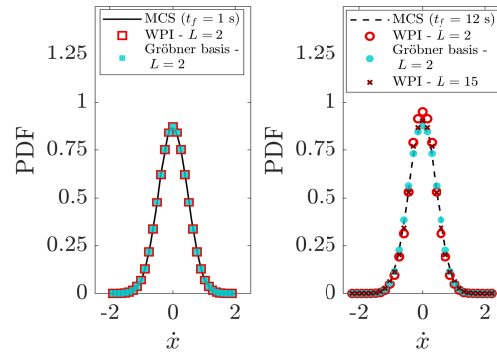 MCS (t_f = 1 s)
WPI - L = 2
Gröbner basis -
L = 2
1.25
1
0.75
0.5
0.25
0
PDF
-2
0
2
ẋ
MCS (t_f = 12 s)
WPI - L = 2
Gröbner basis -
L = 2
WPI - L = 15
1.25
1
0.75
0.5
0.25
0
PDF
-2
0
2
ẋ